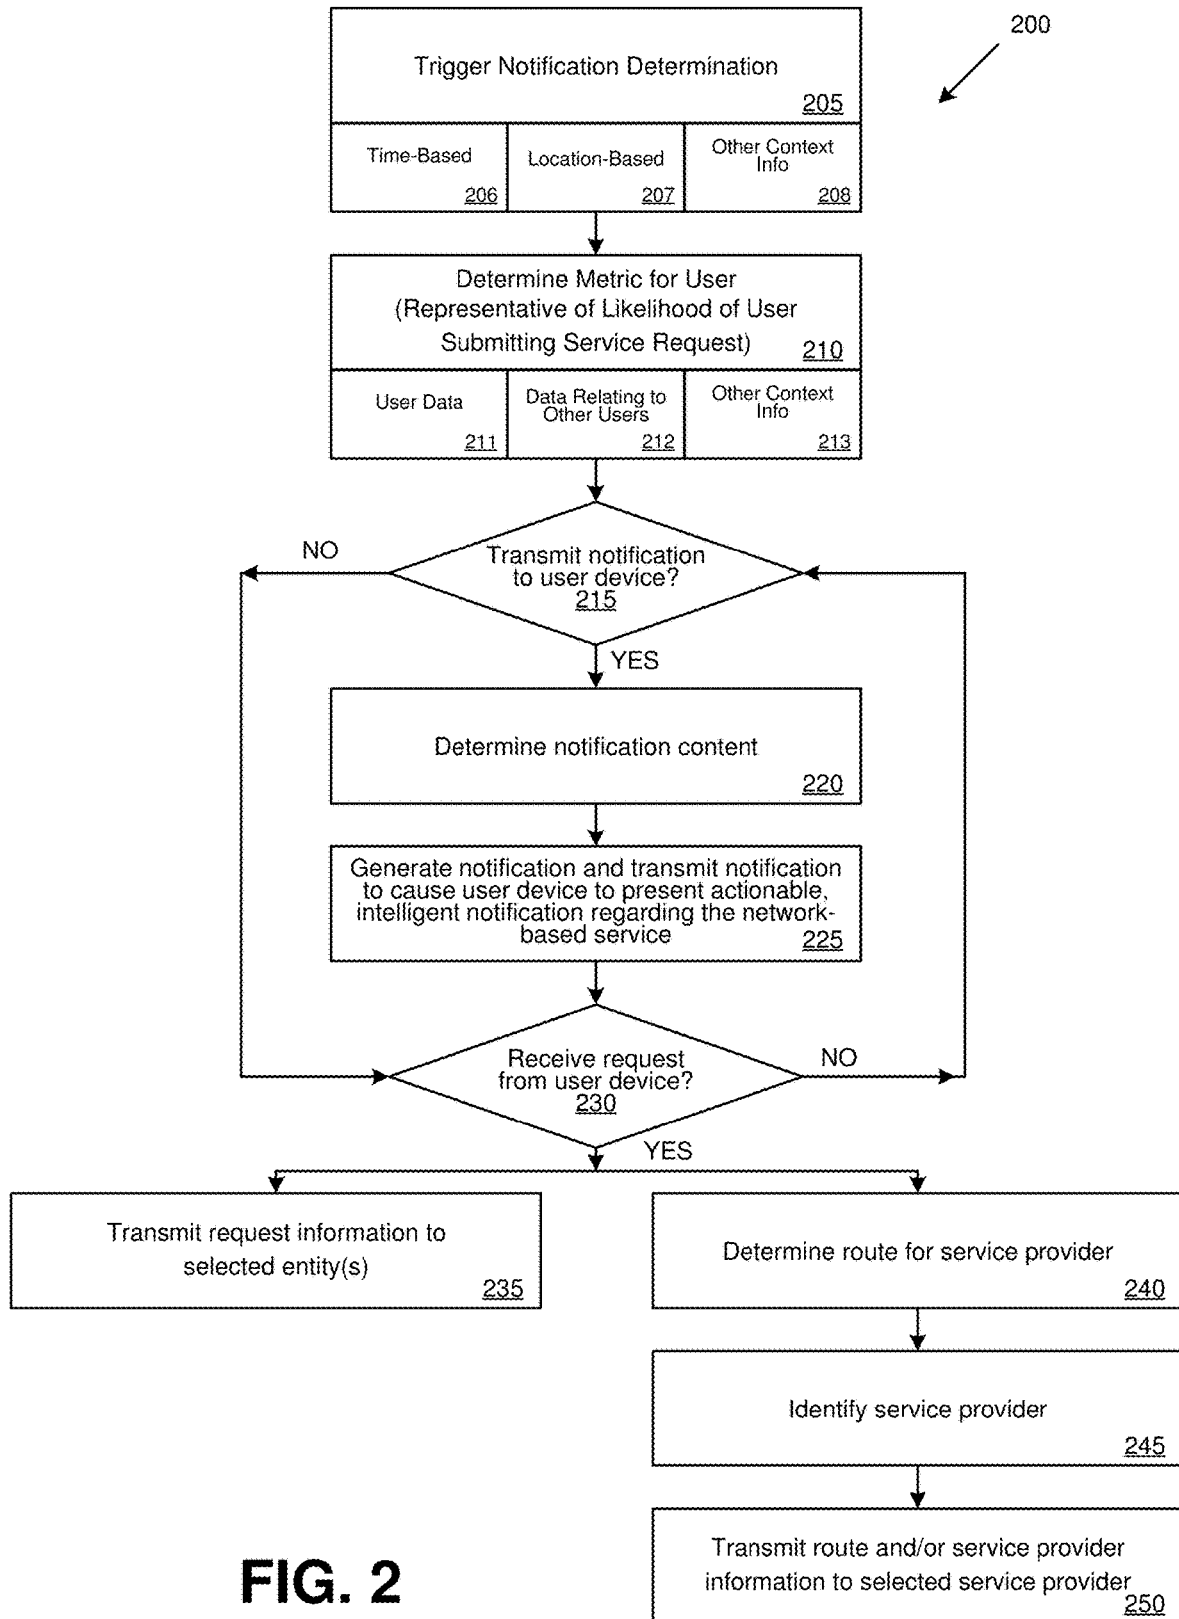 200
Trigger Notification Determination
205
Time-Based
206
Location-Based
207
Other Context
Info
208
Determine Metric for User
(Representative of Likelihood of User
Submitting Service Request)
210
User Data
211
Data Relating to
Other Users
212
Other Context
Info
213
Transmit notification
to user device?
215
NO
YES
Determine notification content
220
Generate notification and transmit notification
to cause user device to present actionable,
intelligent notification regarding the network-
based service
225
Receive request
from user device?
230
NO
YES
Transmit request information to
selected entity(s)
235
Determine route for service provider
240
Identify service provider
245
Transmit route and/or service provider
information to selected service provider
250
FIG. 2